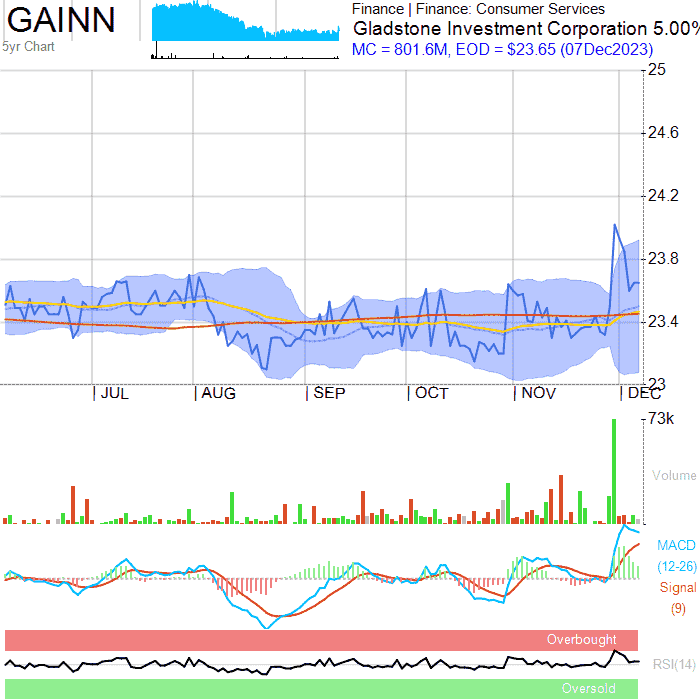 GAINN
5yr Chart
Finance | Finance: Consumer Services
Gladstone Investment Corporation 5.00%
MC = 801.6M, EOD = $23.65 (07Dec2023)
25
24.6
24.2
23.8
23.4
23
JUL AUG SEP OCT NOV DEC
73k
Volume
MACD
(12-26)
Signal
(9)
Overbought
RSI(14)
Oversold